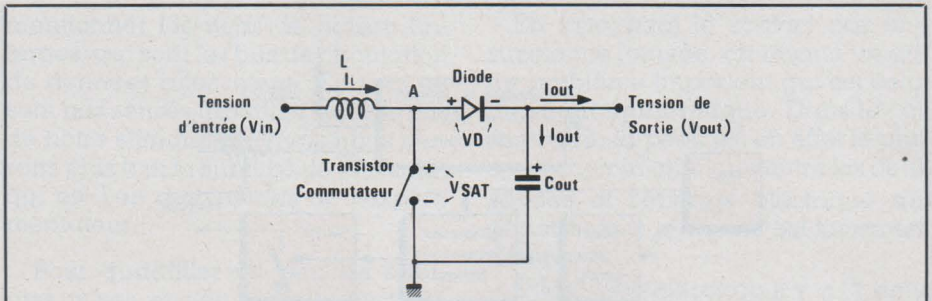 L
IL
A
Diode
Iout
Tension
d'entrée (Vin)
+ −
VD
Tension de
Sortie (Vout)
Iout
Transistor
Commutateur
+
VSAT
−
+
Cout